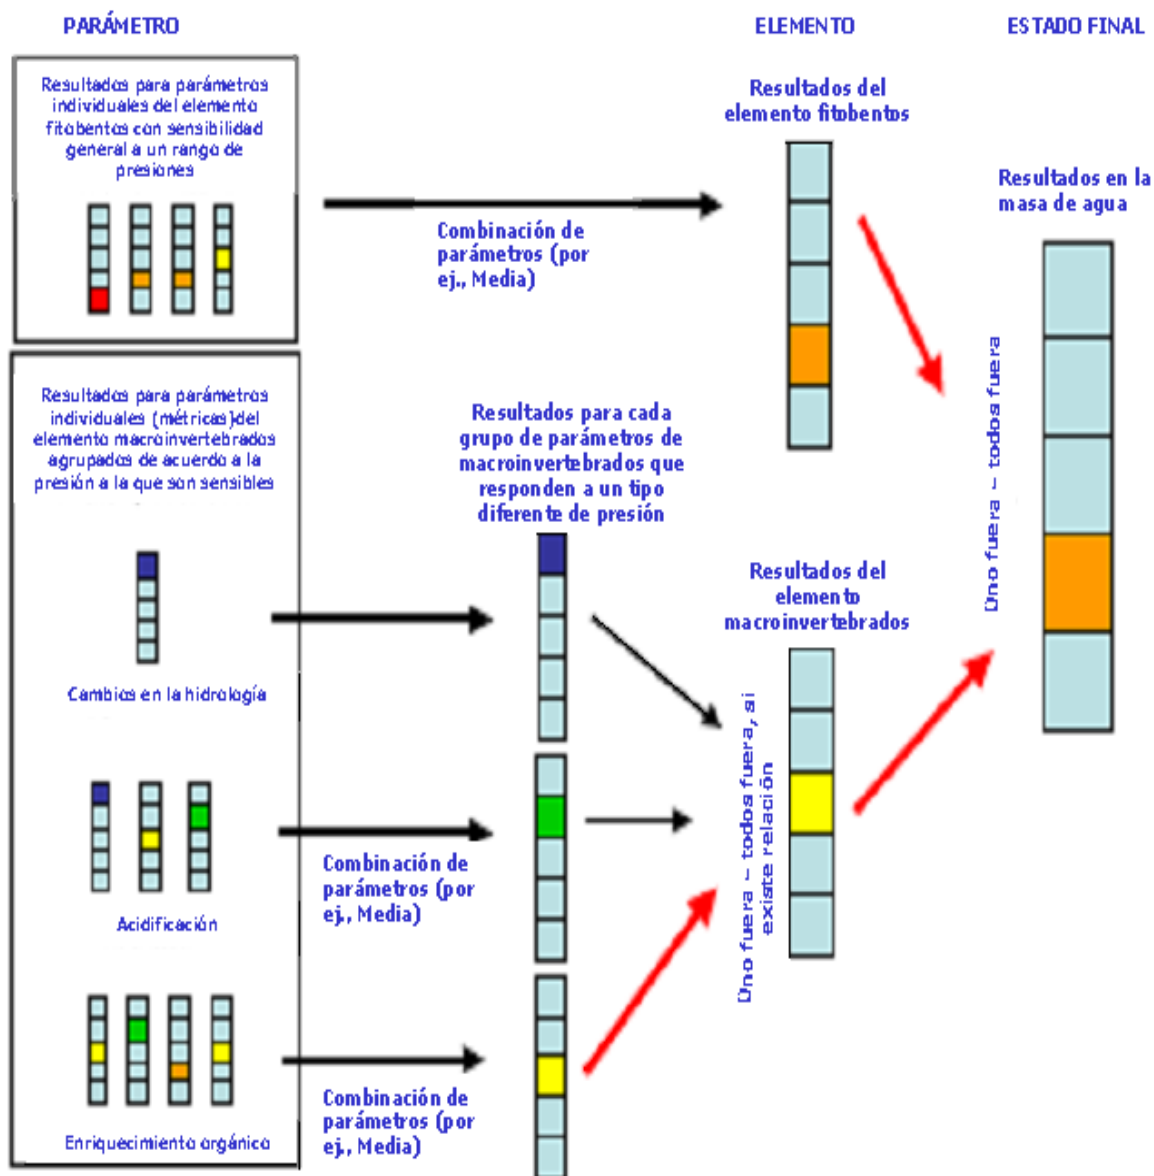 PARÁMETRO
ELEMENTO
ESTADO FINAL
Resultados para parámetros
individuales del elemento
fitobentos con sensibilidad
general a un rango de
presiones
Combinación de
parámetros (por
ej., Media)
Resultados del
elemento fitobentos
Resultados en la
masa de agua
Uno fuera – todos fuera
Resultados para parámetros
individuales (métricas)del
elemento macroinvertebrados
agrupados de acuerdo a la
presión a la que son sensibles
Resultados para cada
grupo de parámetros de
macroinvertebrados que
responden a un tipo
diferente de presión
Cambios en la hidrología
Resultados del
elemento
macroinvertebrados
Uno fuera – todos fuera, si
existe relación
Acidificación
Combinación de
parámetros (por
ej., Media)
Enriquecimiento orgánico
Combinación de
parámetros (por
ej., Media)